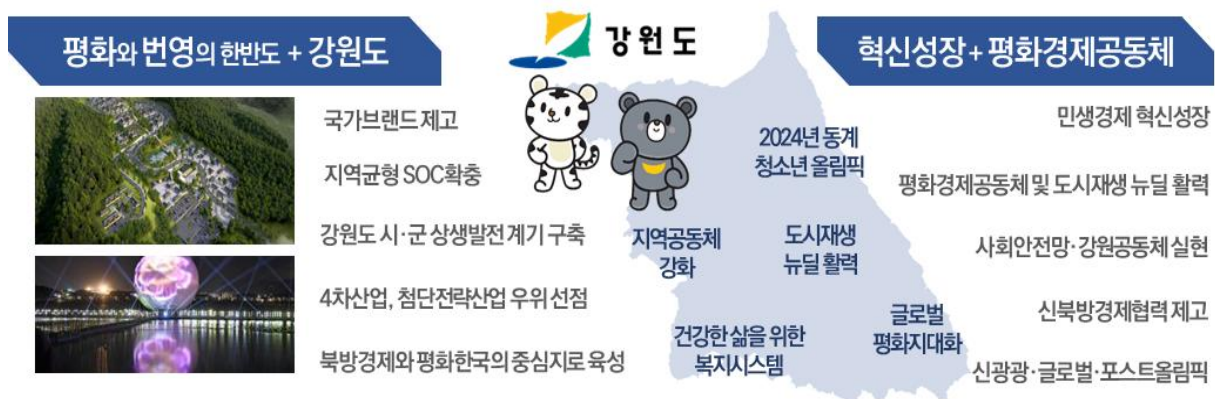 평화와 번영의 한반도 + 강원도
국가브랜드 제고
지역균형 SOC확충
강원도 시·군 상생발전 계기 구축
4차산업, 첨단전략산업 우위 선점
북방경제와 평화한국의 중심지로 육성
강원도
2024년 동계
청소년 올림픽
지역공동체
강화
도시재생
뉴딜 활력
건강한 삶을 위한
복지시스템
글로벌
평화지대화
혁신성장 + 평화경제공동체
민생경제 혁신성장
평화경제공동체 및 도시재생 뉴딜 활력
사회안전망·강원공동체 실현
신북방경제협력 제고
신광광·글로벌·포스트올림픽